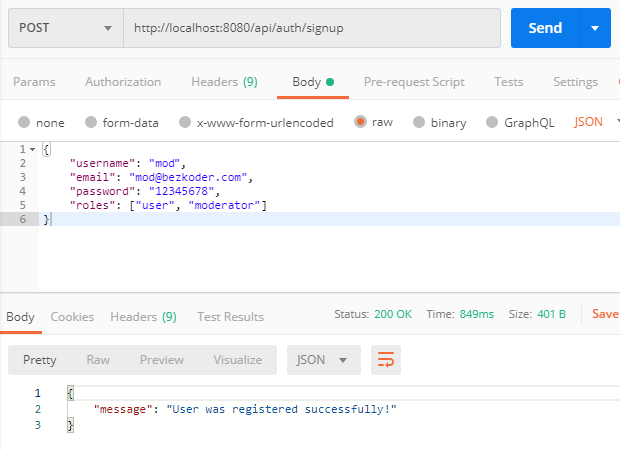 POST http://localhost:8080/api/auth/signup Send
Params Authorization Headers (9) Body Pre-request Script Tests Settings
none form-data x-www-form-urlencoded raw binary GraphQL JSON
1 {
2 "username": "mod",
3 "email": "mod@bezkoder.com",
4 "password": "12345678",
5 "roles": ["user", "moderator"]
6 }
Body Cookies Headers (9) Test Results Status: 200 OK Time: 849ms Size: 401 B Save
Pretty Raw Preview Visualize JSON
1 {
2 "message": "User was registered successfully!"
3 }